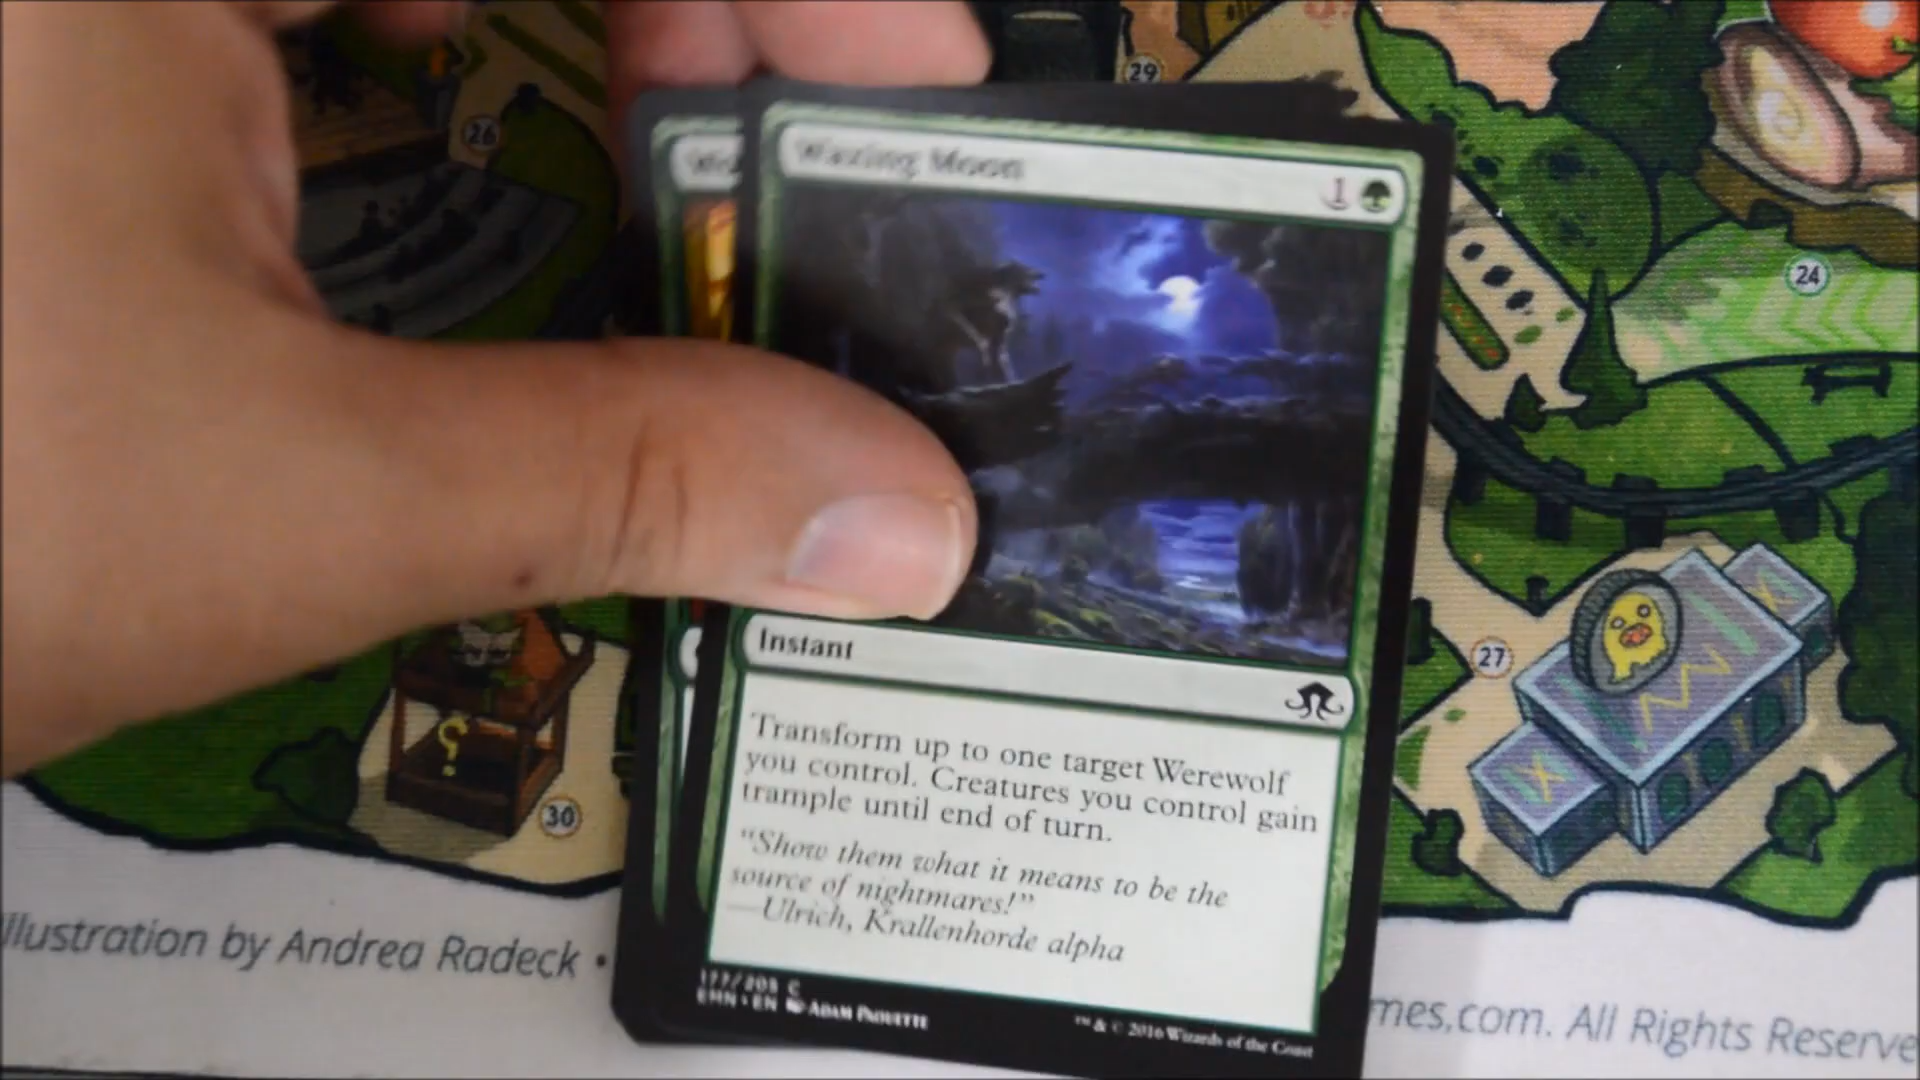 29
26
Waxing Moon
1
24
27
30
Instant
Transform up to one target Werewolf
you control. Creatures you control gain
trample until end of turn.
"Show them what it means to be the
source of nightmares!"
—Ulrich, Krallenhorde alpha
177/205 C
EMN • EN ADAM PAQUETTE
™ & © 2016 Wizards of the Coast
llustration by Andrea Radeck •
mes.com. All Rights Reserve